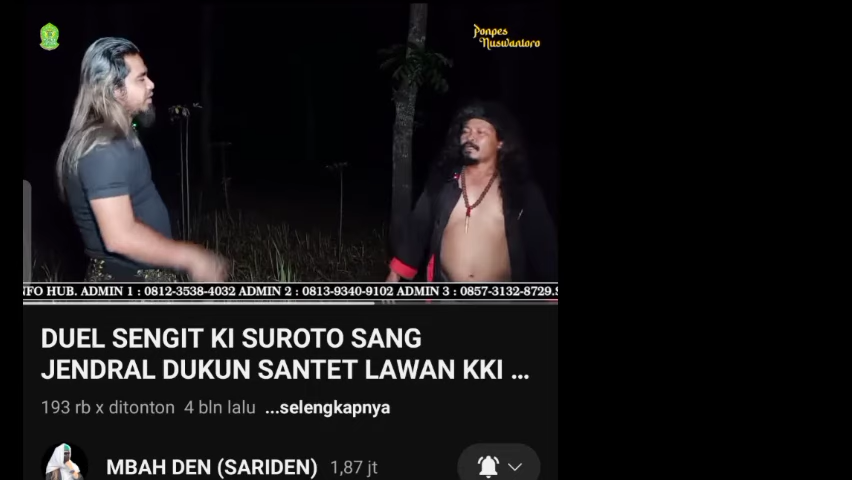 Ponpes
Nuswantoro
NFO HUB. ADMIN 1 : 0812-3538-4032 ADMIN 2 : 0813-9340-9102 ADMIN 3 : 0857-3132-8729.S
DUEL SENGIT KI SUROTO SANG
JENDRAL DUKUN SANTET LAWAN KKI ...
193 rb x ditonton 4 bln lalu ...selengkapnya
MBAH DEN (SARIDEN) 1,87 jt